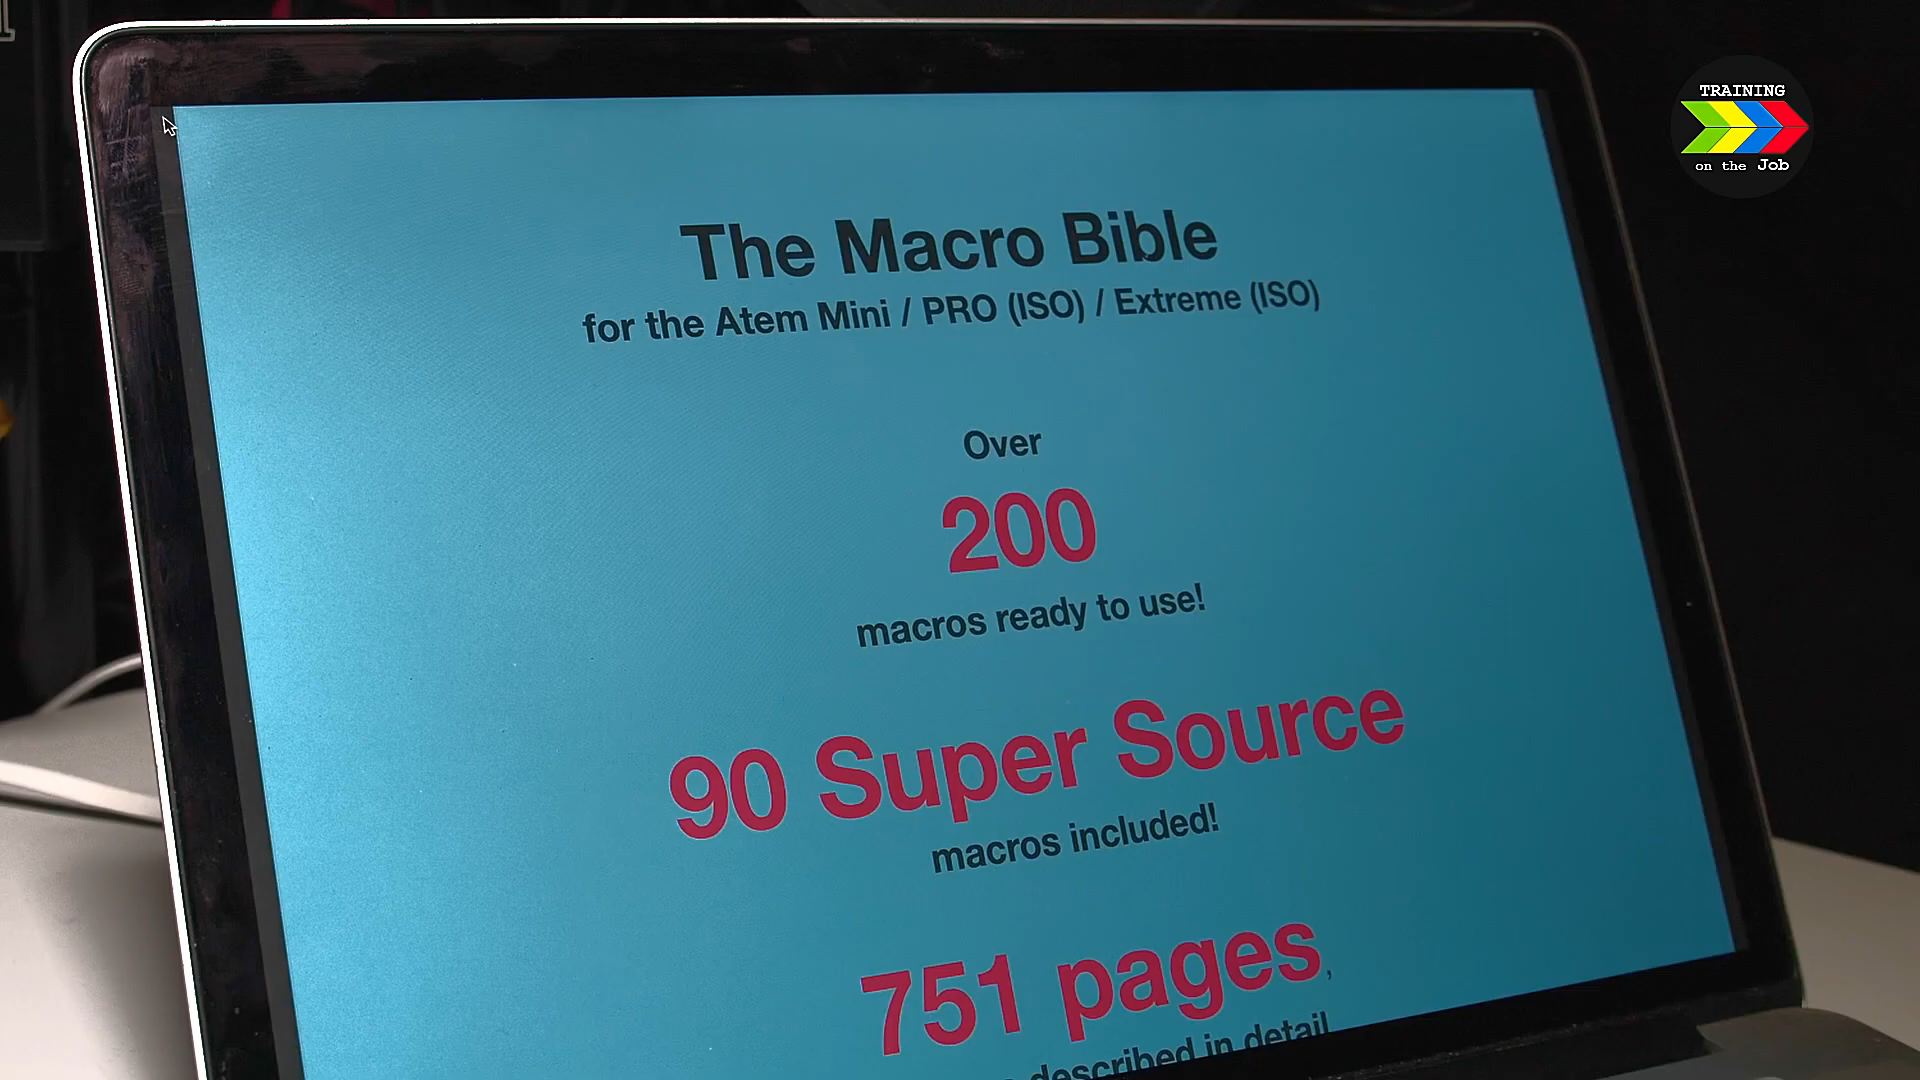 TRAINING
on the Job
The Macro Bible
for the Atem Mini / PRO (ISO) / Extreme (ISO)
Over
200
macros ready to use!
90 Super Source
macros included!
751 pages,
described in detail